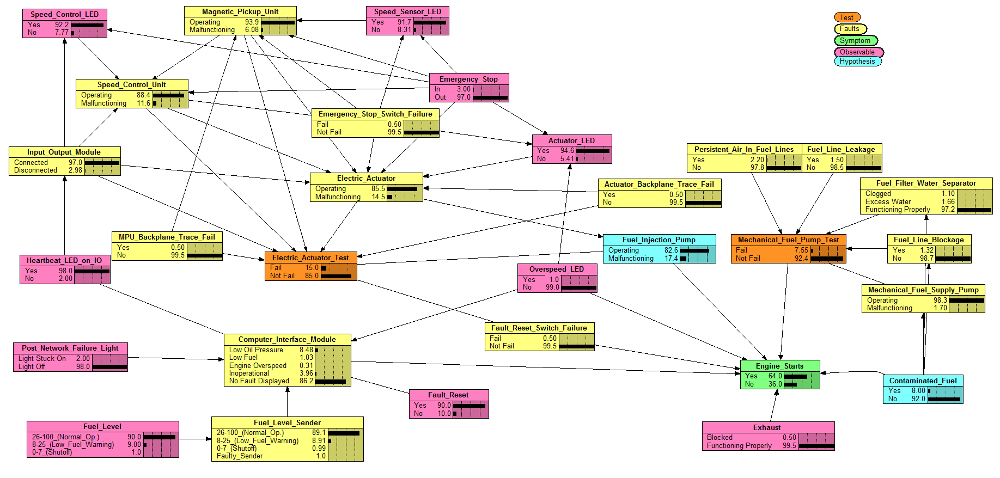 Speed_Control_LED
Yes 92.2
No 7.77
Magnetic_Pickup_Unit
Operating 93.9
Malfunctioning 6.08
Speed_Sensor_LED
Yes 91.7
No 8.31
Test
Faults
Symptom
Observable
Hypothesis
Speed_Control_Unit
Operating 88.4
Malfunctioning 11.6
Emergency_Stop
In 3.00
Out 97.0
Emergency_Stop_Switch_Failure
Fail 0.50
Not Fail 99.5
Actuator_LED
Yes 94.6
No 5.41
Input_Output_Module
Connected 97.0
Disconnected 2.98
Persistent_Air_In_Fuel_Lines
Yes 2.20
No 97.8
Fuel_Line_Leakage
Yes 1.50
No 98.5
Electric_Actuator
Operating 85.5
Malfunctioning 14.5
Actuator_Backplane_Trace_Fail
Yes 0.50
No 99.5
Fuel_Filter_Water_Separator
Clogged 1.10
Excess Water 1.66
Functioning Properly 97.2
MPU_Backplane_Trace_Fail
Yes 0.50
No 99.5
Fuel_Injection_Pump
Operating 82.6
Malfunctioning 17.4
Mechanical_Fuel_Pump_Test
Fail 7.55
Not Fail 92.4
Fuel_Line_Blockage
Yes 1.32
No 98.7
Heartbeat_LED_on_IO
Yes 98.0
No 2.00
Electric_Actuator_Test
Fail 15.0
Not Fail 85.0
Overspeed_LED
Yes 1.0
No 99.0
Mechanical_Fuel_Supply_Pump
Operating 98.3
Malfunctioning 1.70
Fault_Reset_Switch_Failure
Fail 0.50
Not Fail 99.5
Computer_Interface_Module
Low Oil Pressure 8.48
Low Fuel 1.03
Engine Overspeed 0.31
Inoperational 3.96
No Fault Displayed 86.2
Post_Network_Failure_Light
Light Stuck On 2.00
Light Off 98.0
Engine_Starts
Yes 64.0
No 36.0
Contaminated_Fuel
Yes 8.00
No 92.0
Fault_Reset
Yes 90.0
No 10.0
Fuel_Level
26-100_(Normal_Op.) 90.0
8-25_(Low_Fuel_Warning) 9.00
0-7_(Shutoff) 1.0
Fuel_Level_Sender
26-100_(Normal_Op.) 89.1
8-25_(Low_Fuel_Warning) 8.91
0-7_(Shutoff) 0.99
Faulty_Sender 1.0
Exhaust
Blocked 0.50
Functioning Properly 99.5